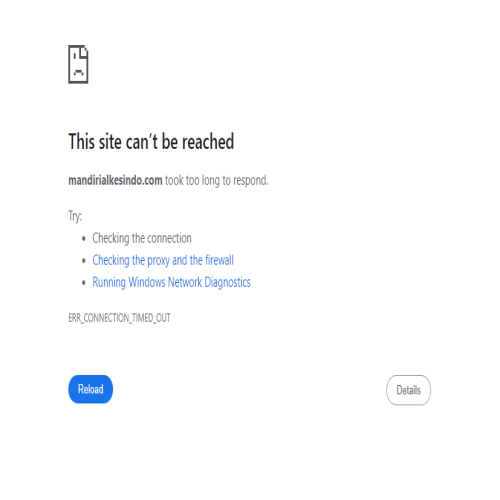 This site can't be reached
mandirialkesindo.com took too long to respond.
Try:
Checking the connection
Checking the proxy and the firewall
Running Windows Network Diagnostics
ERR_CONNECTION_TIMED_OUT
Reload
Details